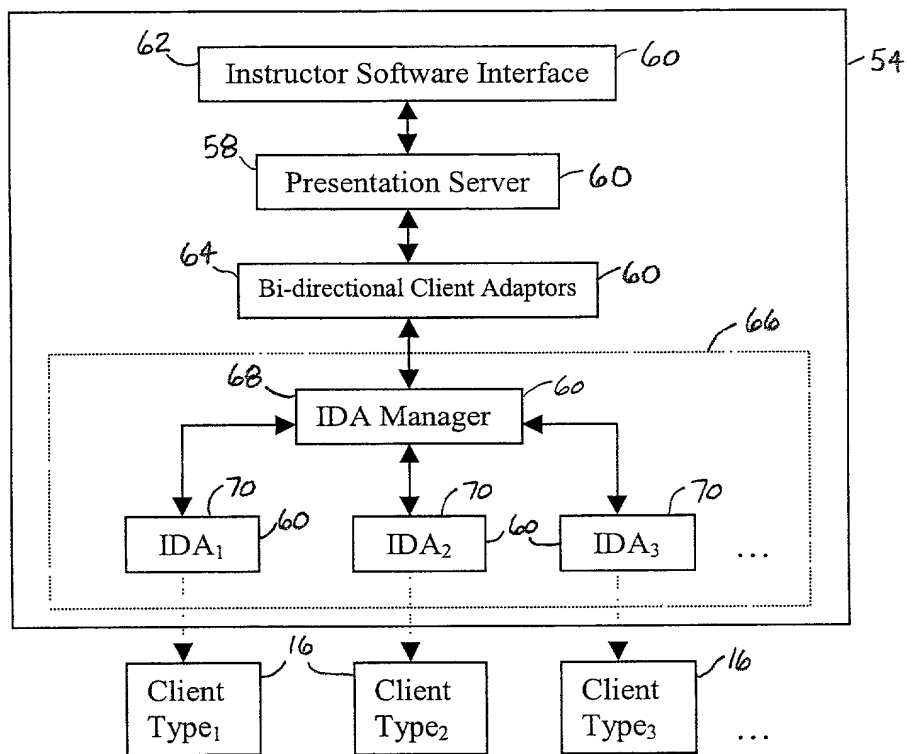 62 Instructor Software Interface 60
54
58 Presentation Server 60
64 Bi-directional Client Adaptors 60
66
68 IDA Manager 60
70 70 70
IDA₁ 60 IDA₂ 60 IDA₃ ...
16 16
Client Type₁
Client Type₂
Client Type₃
...